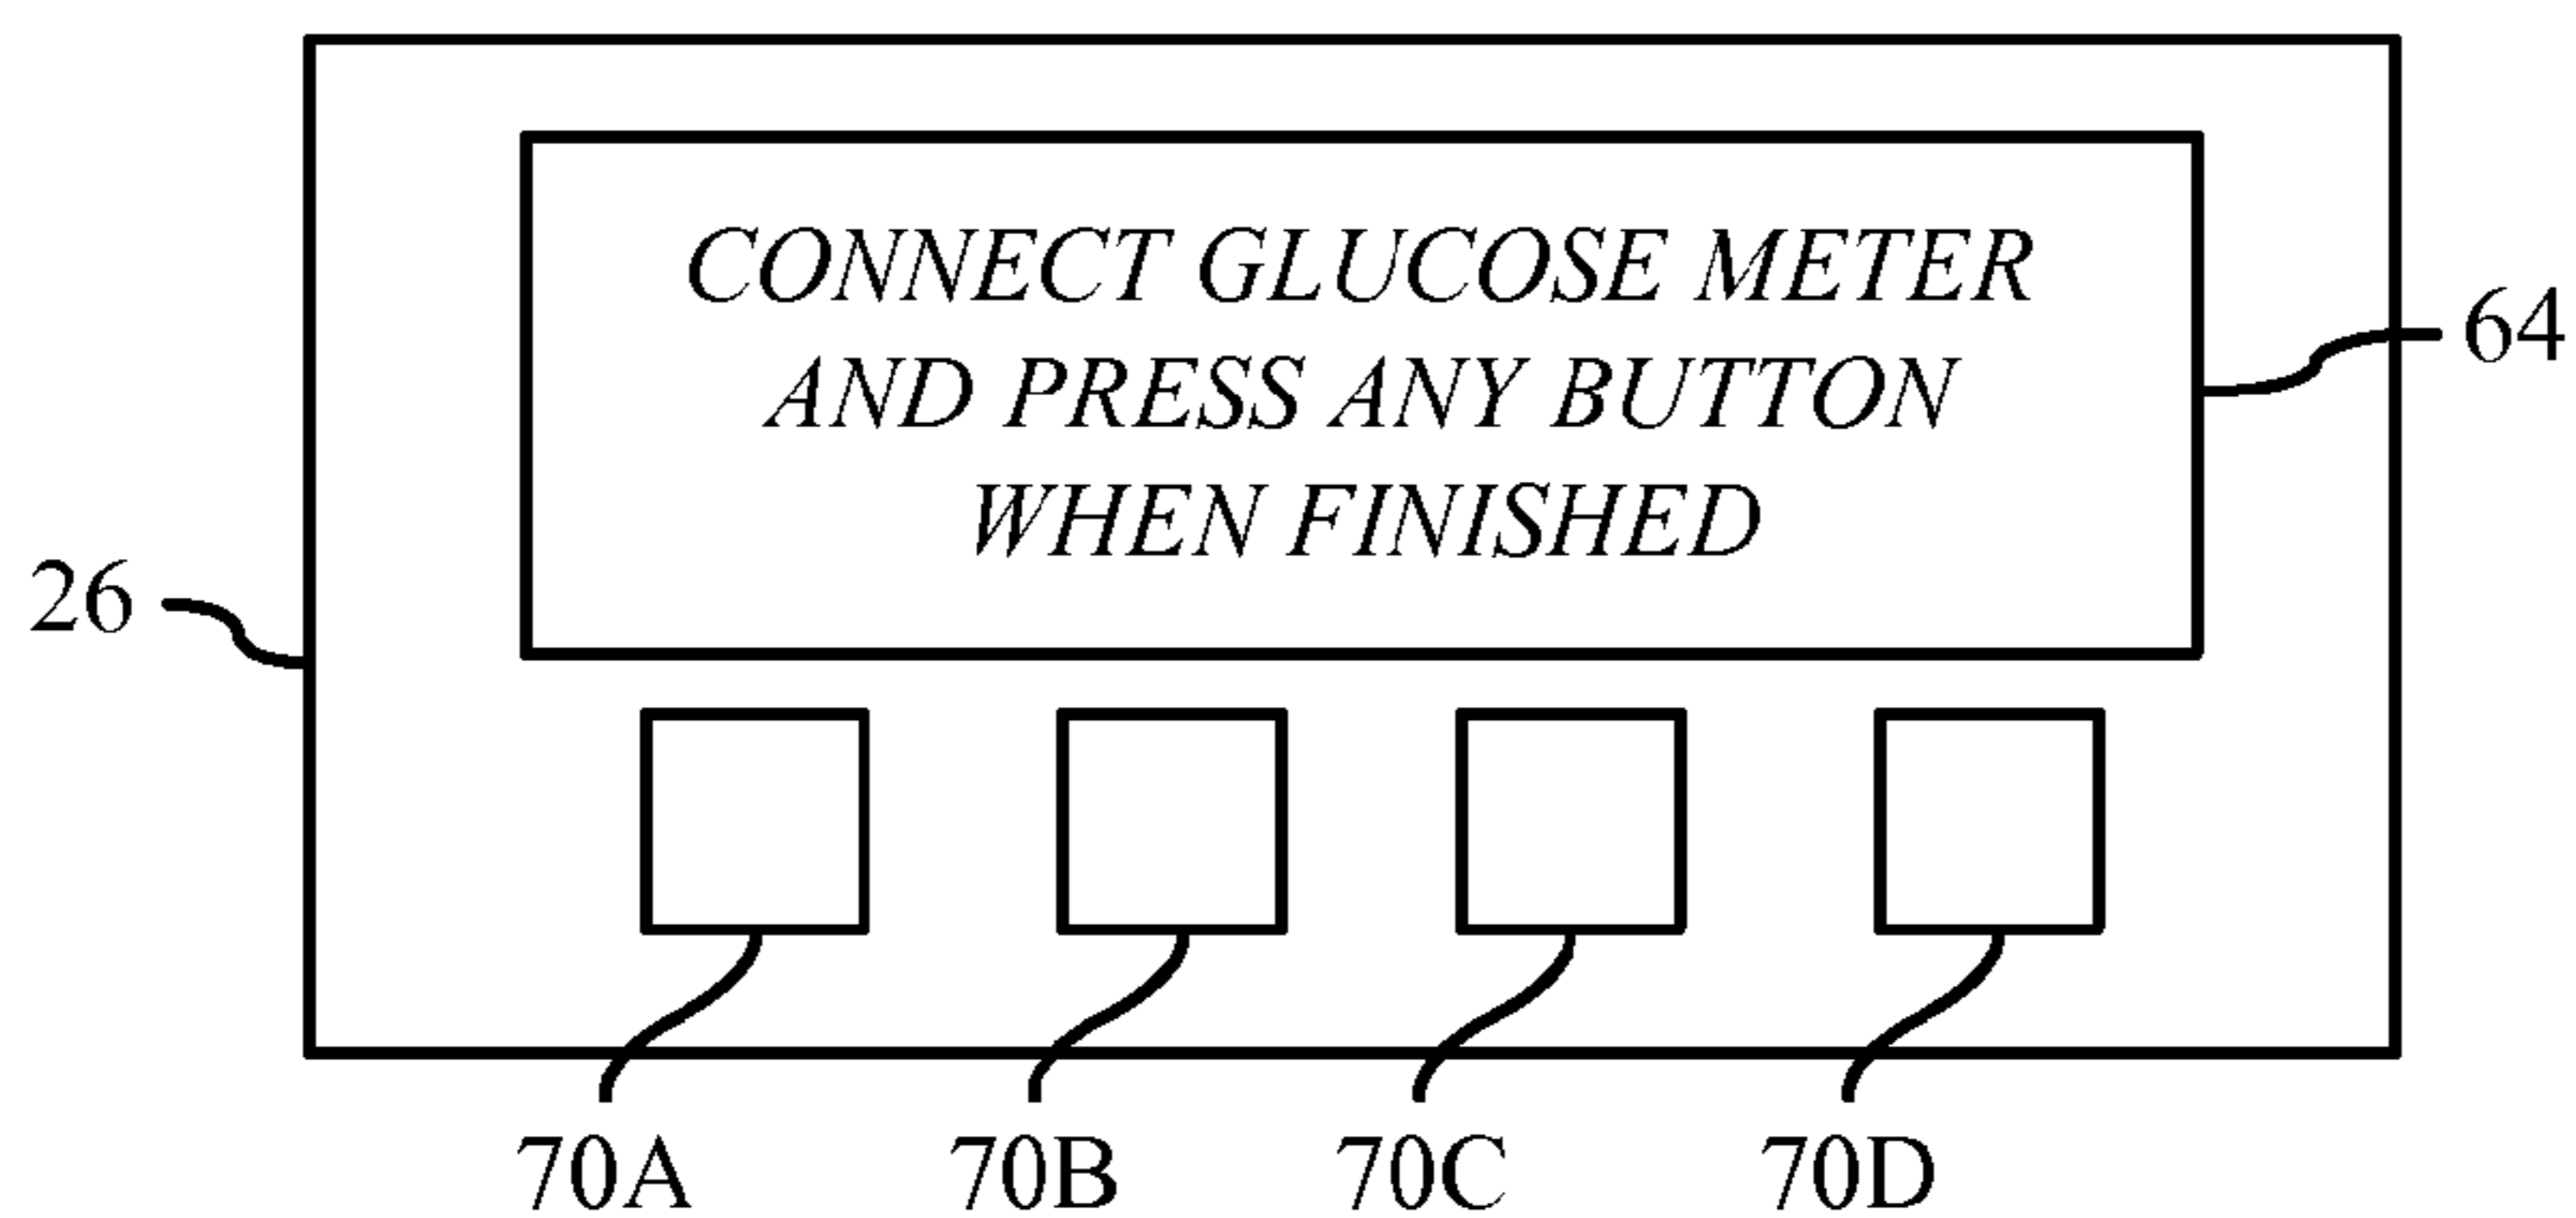 CONNECT GLUCOSE METER
AND PRESS ANY BUTTON
WHEN FINISHED
64
26
70A 70B 70C 70D